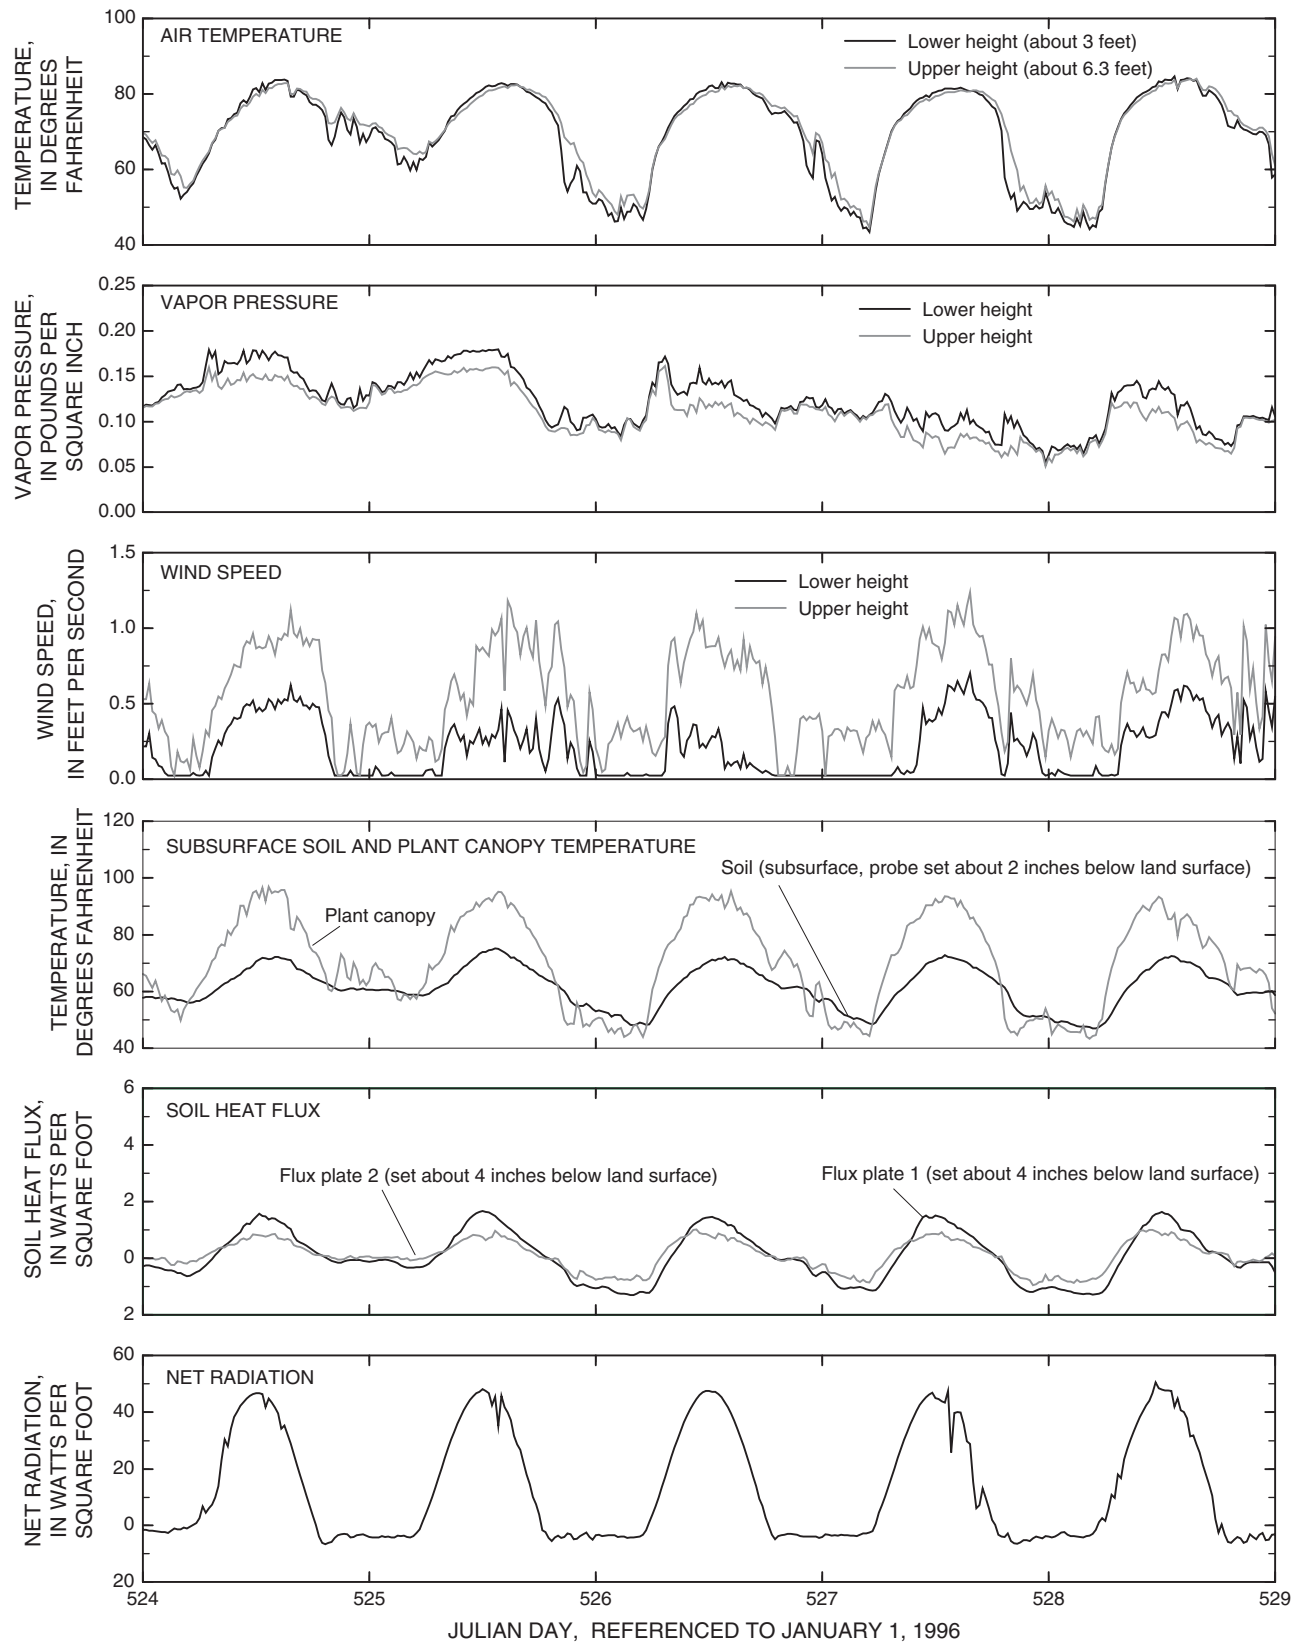 TEMPERATURE,
IN DEGREES
FAHRENHEIT
100
80
60
40
AIR TEMPERATURE
Lower height (about 3 feet)
Upper height (about 6.3 feet)
VAPOR PRESSURE,
IN POUNDS PER
SQUARE INCH
0.25
0.20
0.15
0.10
0.05
0.00
VAPOR PRESSURE
Lower height
Upper height
WIND SPEED,
IN FEET PER SECOND
1.5
1.0
0.5
0.0
WIND SPEED
Lower height
Upper height
TEMPERATURE, IN
DEGREES FAHRENHEIT
120
100
80
60
40
SUBSURFACE SOIL AND PLANT CANOPY TEMPERATURE
Soil (subsurface, probe set about 2 inches below land surface)
Plant canopy
SOIL HEAT FLUX,
IN WATTS PER
SQUARE FOOT
6
4
2
0
2
SOIL HEAT FLUX
Flux plate 2 (set about 4 inches below land surface)
Flux plate 1 (set about 4 inches below land surface)
NET RADIATION,
IN WATTS PER
SQUARE FOOT
60
40
20
0
20
NET RADIATION
524 525 526 527 528 529
JULIAN DAY, REFERENCED TO JANUARY 1, 1996